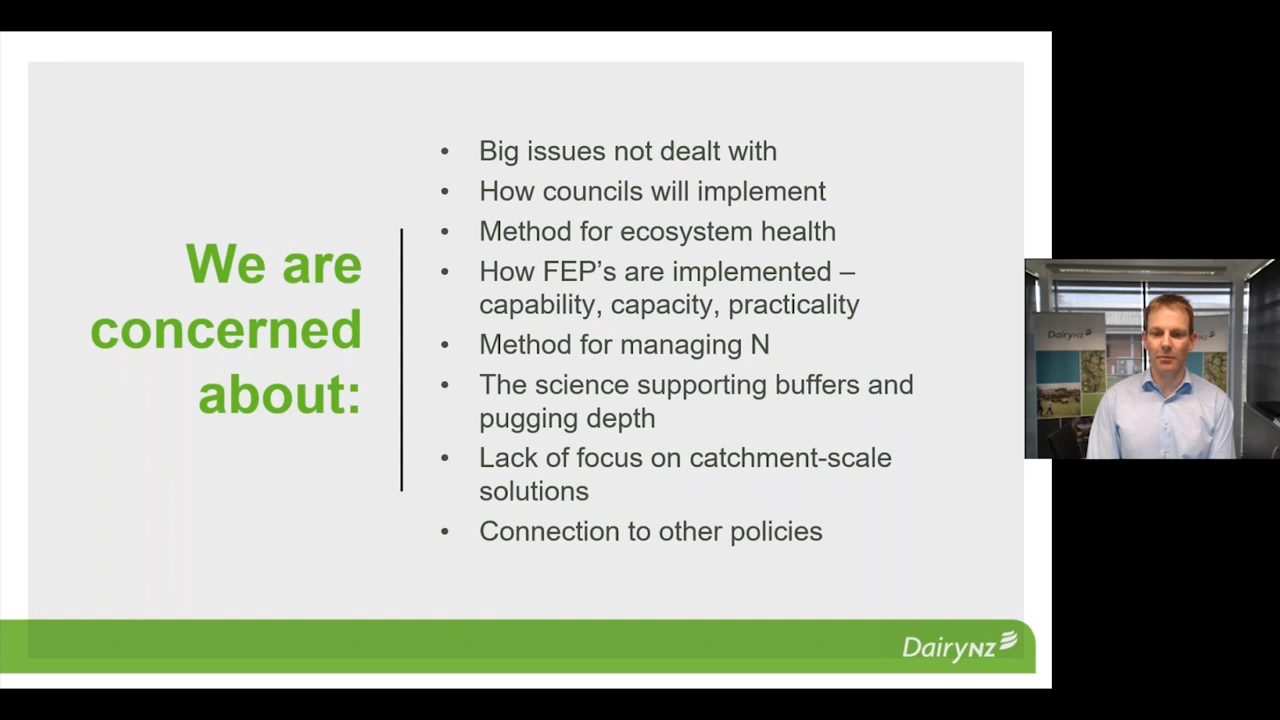 We are
concerned
about:
• Big issues not dealt with
• How councils will implement
• Method for ecosystem health
• How FEP’s are implemented –
capability, capacity, practicality
• Method for managing N
• The science supporting buffers and
pugging depth
• Lack of focus on catchment-scale
solutions
• Connection to other policies
DairyNZ
DairyNZ